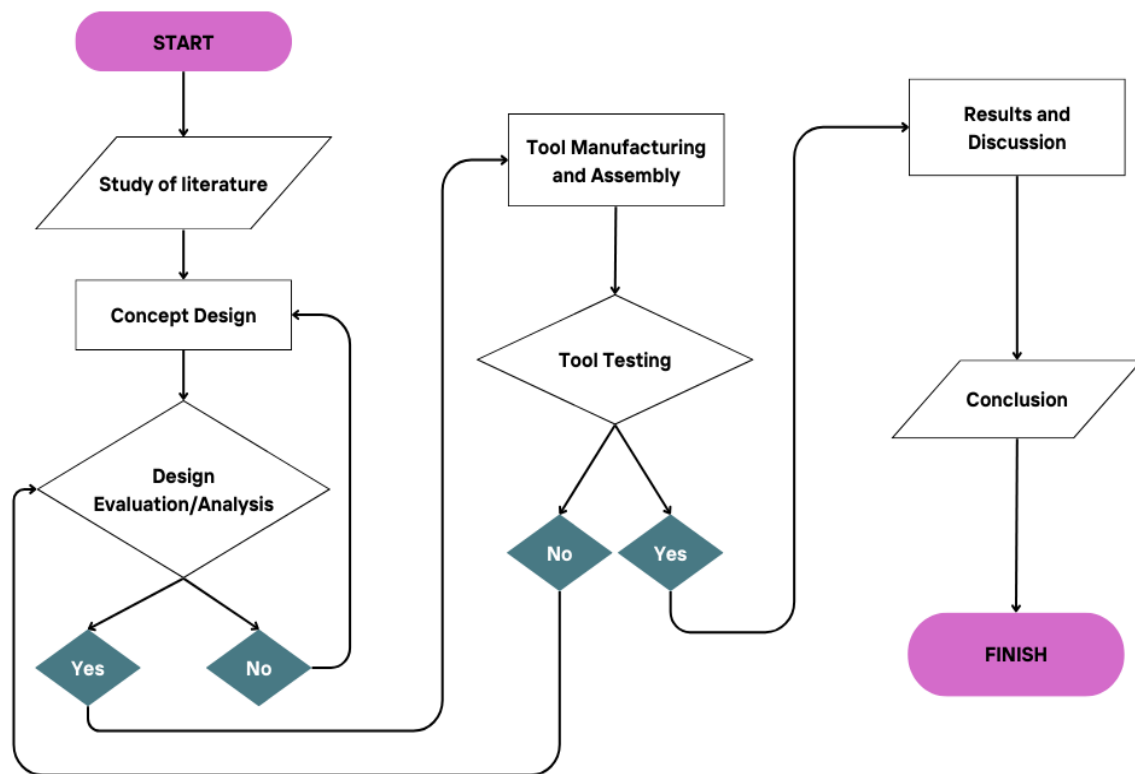 START
Study of literature
Concept Design
Design
Evaluation/Analysis
Yes
No
Tool Manufacturing
and Assembly
Tool Testing
No
Yes
Results and
Discussion
Conclusion
FINISH